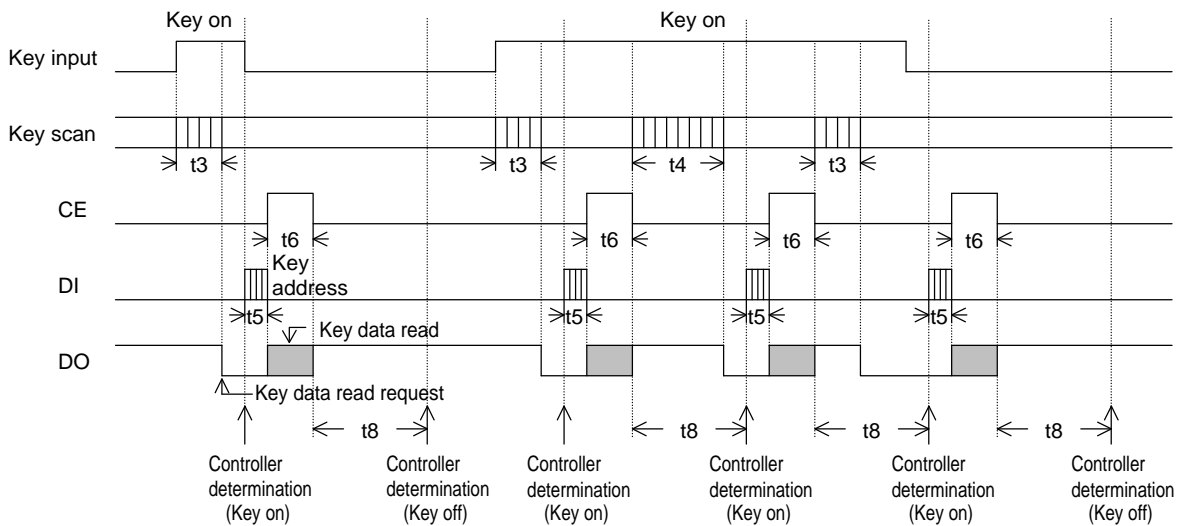 Key on
Key on
Key input
Key scan
t3
t3
t4
t3
CE
t6
t6
t6
t6
Key
address
DI
t5
t5
t5
t5
Key data read
DO
Key data read request
t8
t8
t8
t8
Controller
determination
(Key on)
Controller
determination
(Key off)
Controller
determination
(Key on)
Controller
determination
(Key on)
Controller
determination
(Key on)
Controller
determination
(Key off)